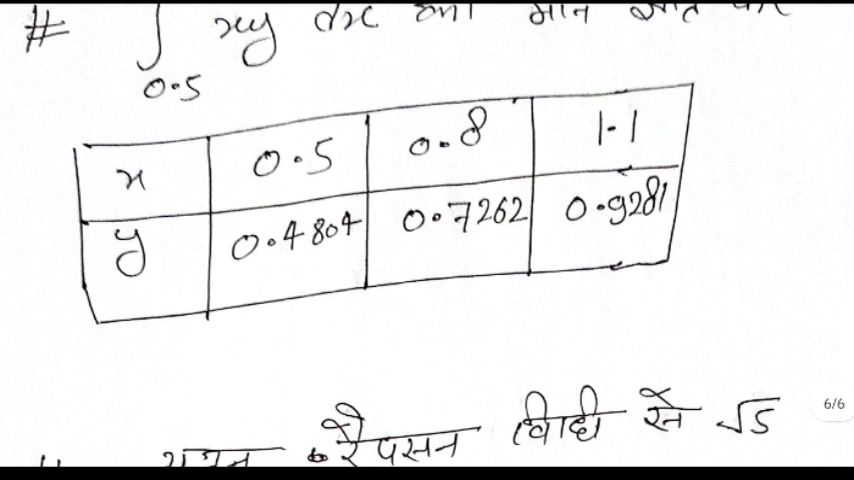 # ∫ xy dx का मान ज्ञात करे
0.5
x 0.5 0.8 1.1
y 0.4804 0.7262 0.9281
6/6
न्यूटन रैपसन विधी से √5